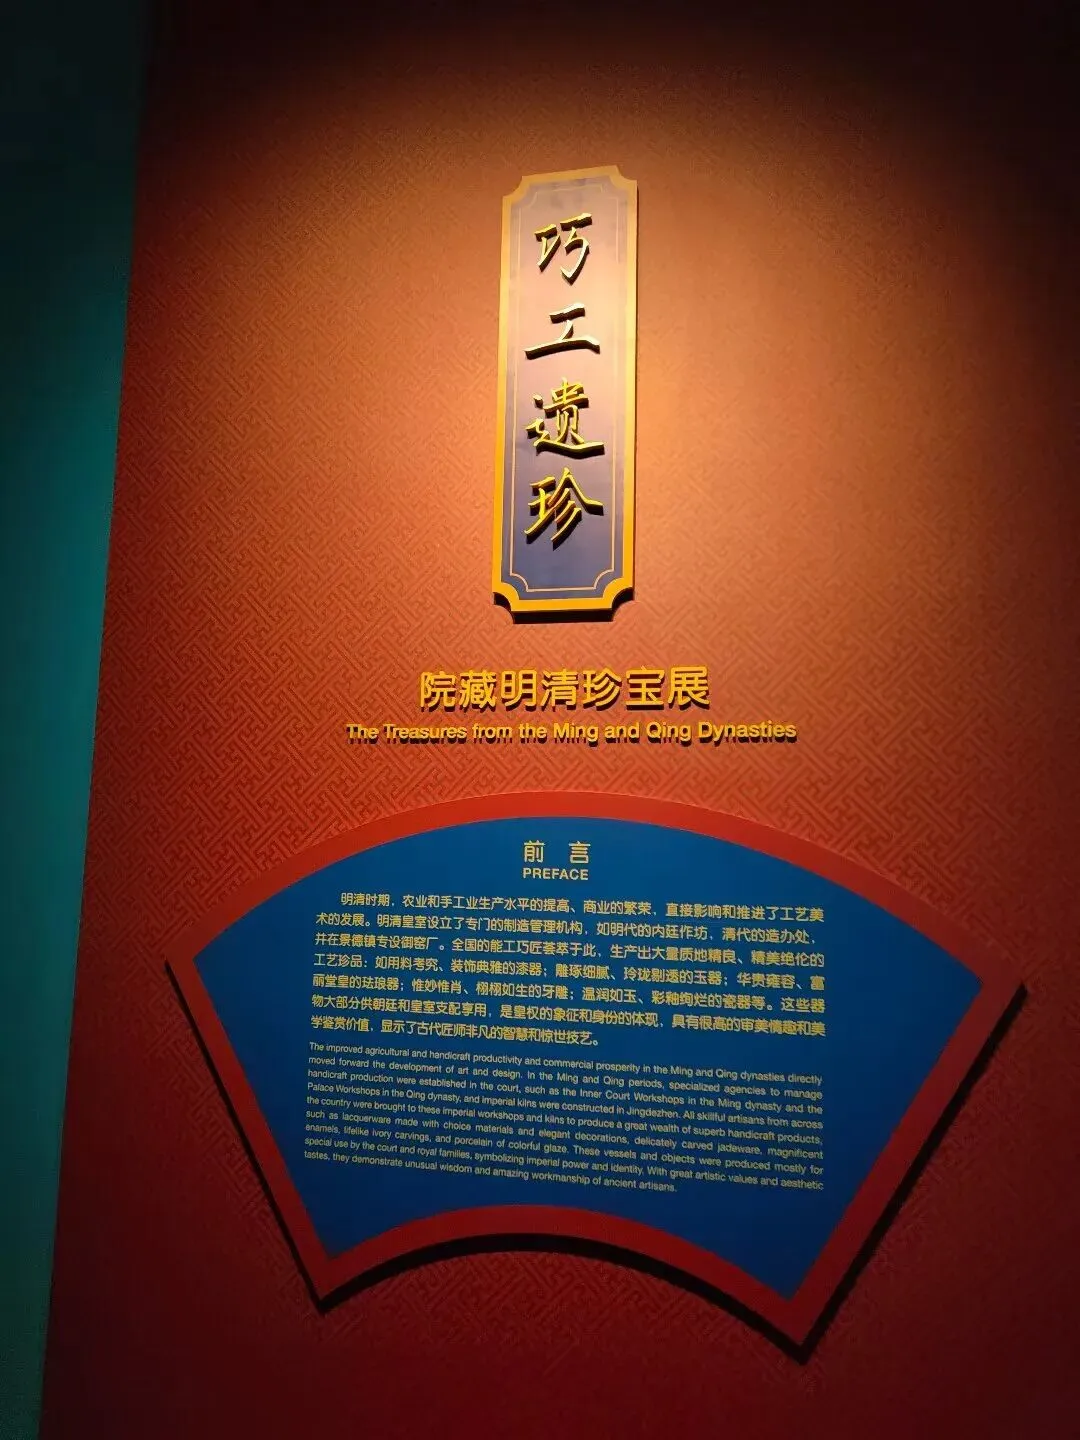 巧工遗珍
院藏明清珍宝展
The Treasures from the Ming and Qing Dynasties
前言
PREFACE
明清时期，农业和手工业生产水平的提高、商业的繁荣，直接影响和推进了工艺美
术的发展。明清皇室设立了专门的制造管理机构，如明代的内廷作坊，清代的造办处，
并在景德镇专设御窑厂。全国的能工巧匠荟萃于此，生产出大量质地精良、精美绝伦的
工艺珍品：如用料考究、装饰典雅的漆器；雕琢细腻、玲珑剔透的玉器；华贵雍容、富
丽堂皇的珐琅器；惟妙惟肖、栩栩如生的牙雕；温润如玉、彩釉绚烂的瓷器等。这些器
物大部分供朝廷和皇室支配享用，是皇权的象征和身份的体现，具有很高的审美情趣和美
学鉴赏价值，显示了古代匠师非凡的智慧和惊世技艺。
The improved agricultural and handicraft productivity and commercial prosperity in the Ming and Qing dynasties directly
moved forward the development of art and design. In the Ming and Qing periods, specialized agencies to manage
handicraft production were established in the court, such as the Inner Court Workshops in the Ming dynasty and the
Palace Workshops in the Qing dynasty, and imperial kilns were constructed in Jingdezhen. All skillful artisans from across
the country were brought to these imperial workshops and kilns to produce a great wealth of superb handicraft products,
such as lacquerware made with choice materials and elegant decorations, delicately carved jadeware, magnificent
enamels, lifelike ivory carvings, and porcelain of colorful glaze. These vessels and objects were produced mostly for
special use by the court and royal families, symbolizing imperial power and identity. With great artistic values and aesthetic
tastes, they demonstrate unusual wisdom and amazing workmanship of ancient artisans.